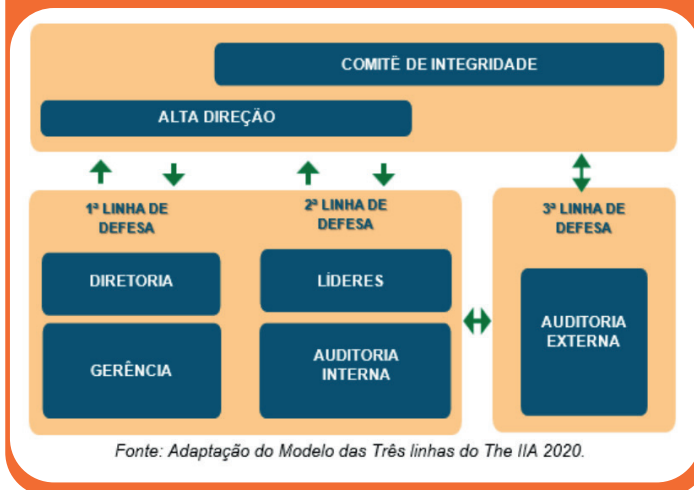 COMITÊ DE INTEGRIDADE
ALTA DIREÇÃO
1ª LINHA DE
DEFESA
DIRETORIA
GERÊNCIA
2ª LINHA DE
DEFESA
LÍDERES
AUDITORIA
INTERNA
3ª LINHA DE
DEFESA
AUDITORIA
EXTERNA
Fonte: Adaptação do Modelo das Três linhas do The IIA 2020.